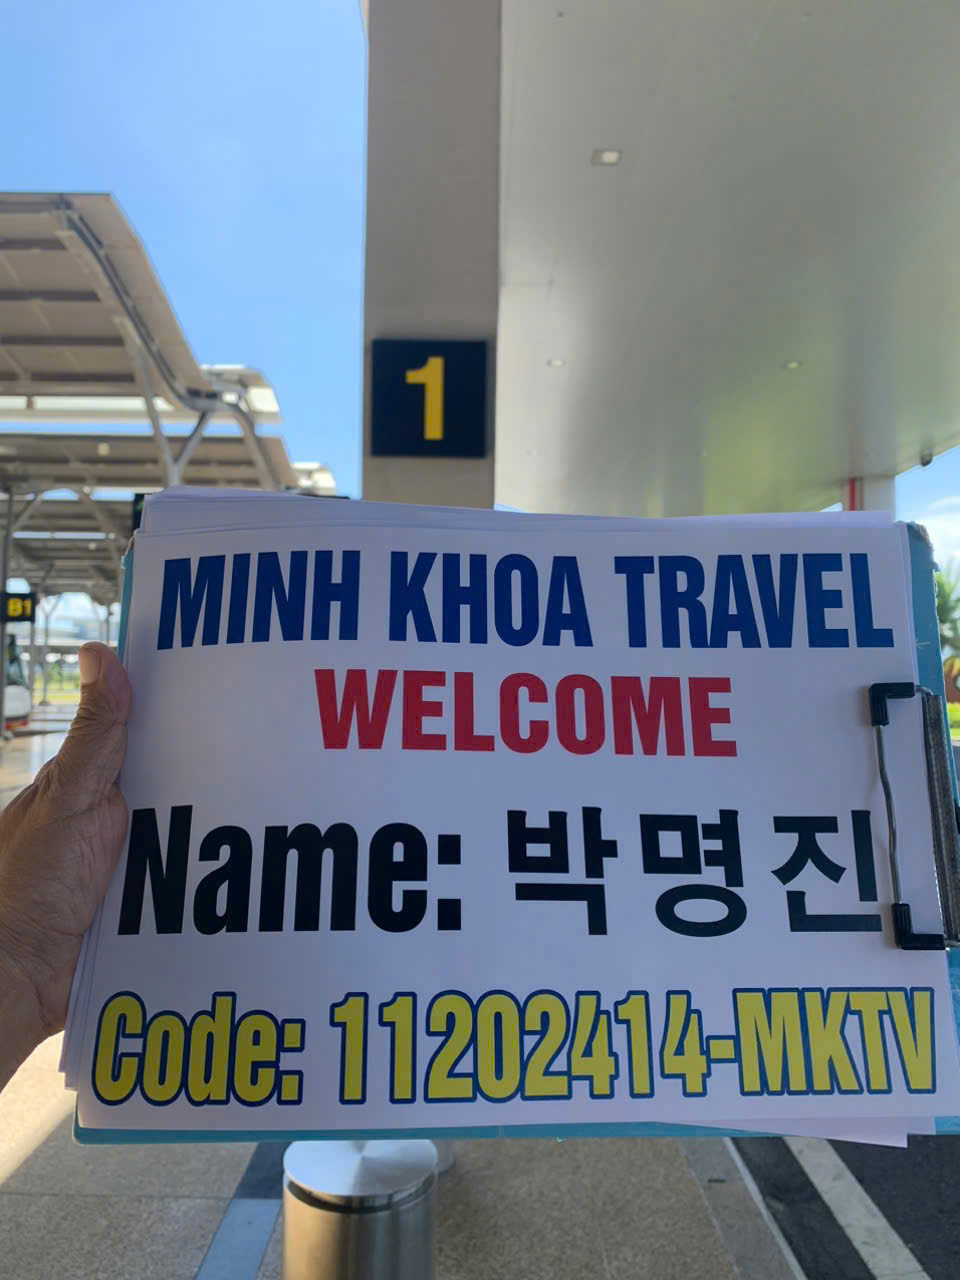 1
B1
MINH KHOA TRAVEL
WELCOME
Name: 박명진
Code: 11202414-MKTV